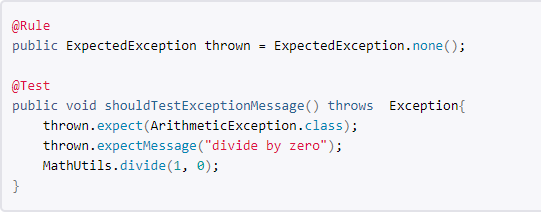 @Rule
public ExpectedException thrown = ExpectedException.none();
@Test
public void shouldTestExceptionMessage() throws  Exception{
    thrown.expect(ArithmeticException.class);
    thrown.expectMessage("divide by zero");
    MathUtils.divide(1, 0);
}